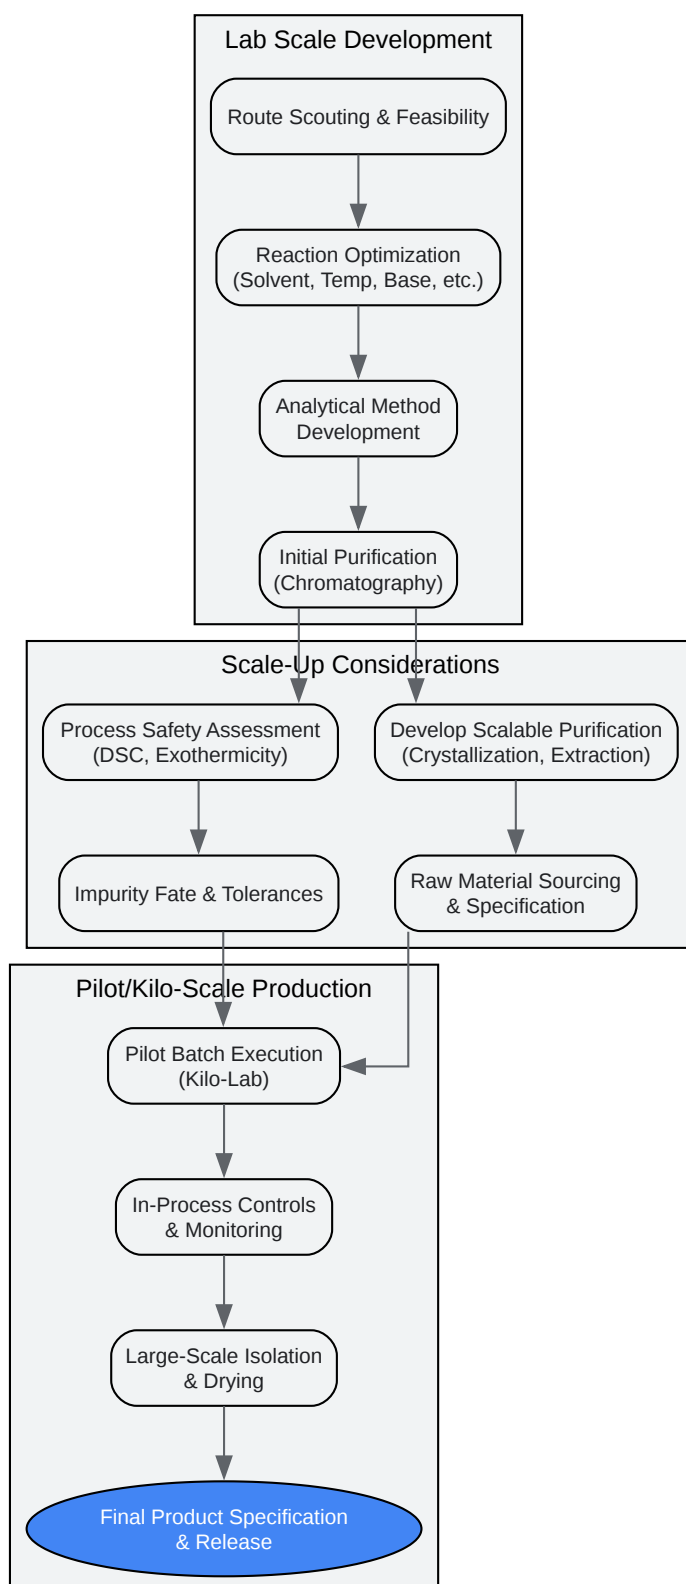 Lab Scale Development
Route Scouting & Feasibility
Reaction Optimization
(Solvent, Temp, Base, etc.)
Analytical Method
Development
Initial Purification
(Chromatography)
Scale-Up Considerations
Process Safety Assessment
(DSC, Exothermicity)
Develop Scalable Purification
(Crystallization, Extraction)
Impurity Fate & Tolerances
Raw Material Sourcing
& Specification
Pilot/Kilo-Scale Production
Pilot Batch Execution
(Kilo-Lab)
In-Process Controls
& Monitoring
Large-Scale Isolation
& Drying
Final Product Specification
& Release